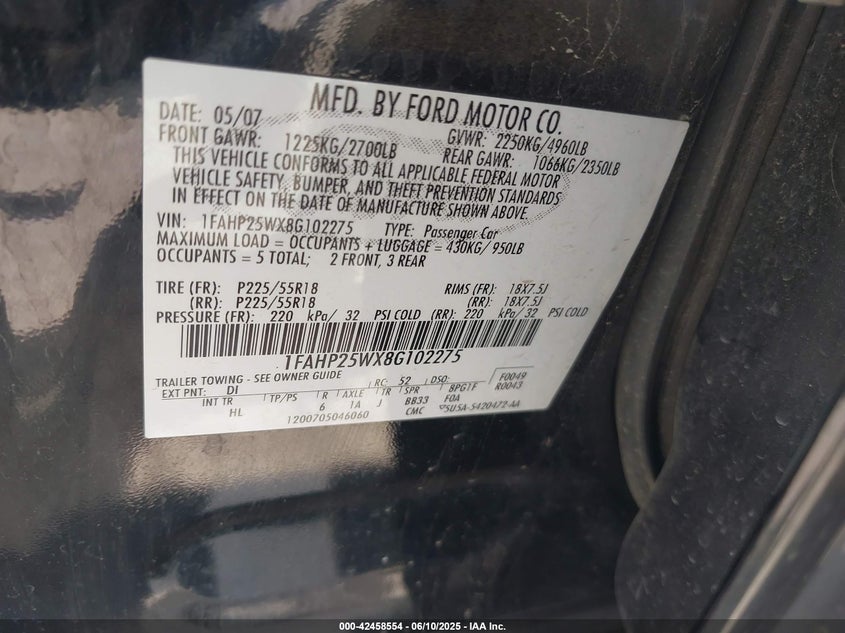 MFD. BY FORD MOTOR CO.
DATE: 05/07 GVWR: 2250KG/4960LB
FRONT GAWR: 1225KG/2700LB REAR GAWR: 1066KG/2350LB
THIS VEHICLE CONFORMS TO ALL APPLICABLE FEDERAL MOTOR
VEHICLE SAFETY, BUMPER, AND THEFT PREVENTION STANDARDS
IN EFFECT ON THE DATE OF MANUFACTURE SHOWN ABOVE.
VIN: 1FAHP25WX8G102275 TYPE: Passenger Car
MAXIMUM LOAD = OCCUPANTS + LUGGAGE = 430KG/ 950LB
OCCUPANTS = 5 TOTAL; 2 FRONT, 3 REAR
TIRE (FR): P225/55R18 RIMS (FR): 18X7.5J
(RR): P225/55R18 (RR): 18X7.5J
PRESSURE (FR): 220 kPa/ 32 PSI COLD (RR): 220 kPa/ 32 PSI COLD
1FAHP25WX8G102275
TRAILER TOWING - SEE OWNER GUIDE F0049
EXT PNT: DI RC: 52 DSO: R0043
INT TR TP/PS R AXLE TR SPR BPGTF
HL 6 1A J BB33 F0A
1200705046060 CMC 5U5A-5420472-AA
000-42458554 - 06/10/2025 - IAA Inc.